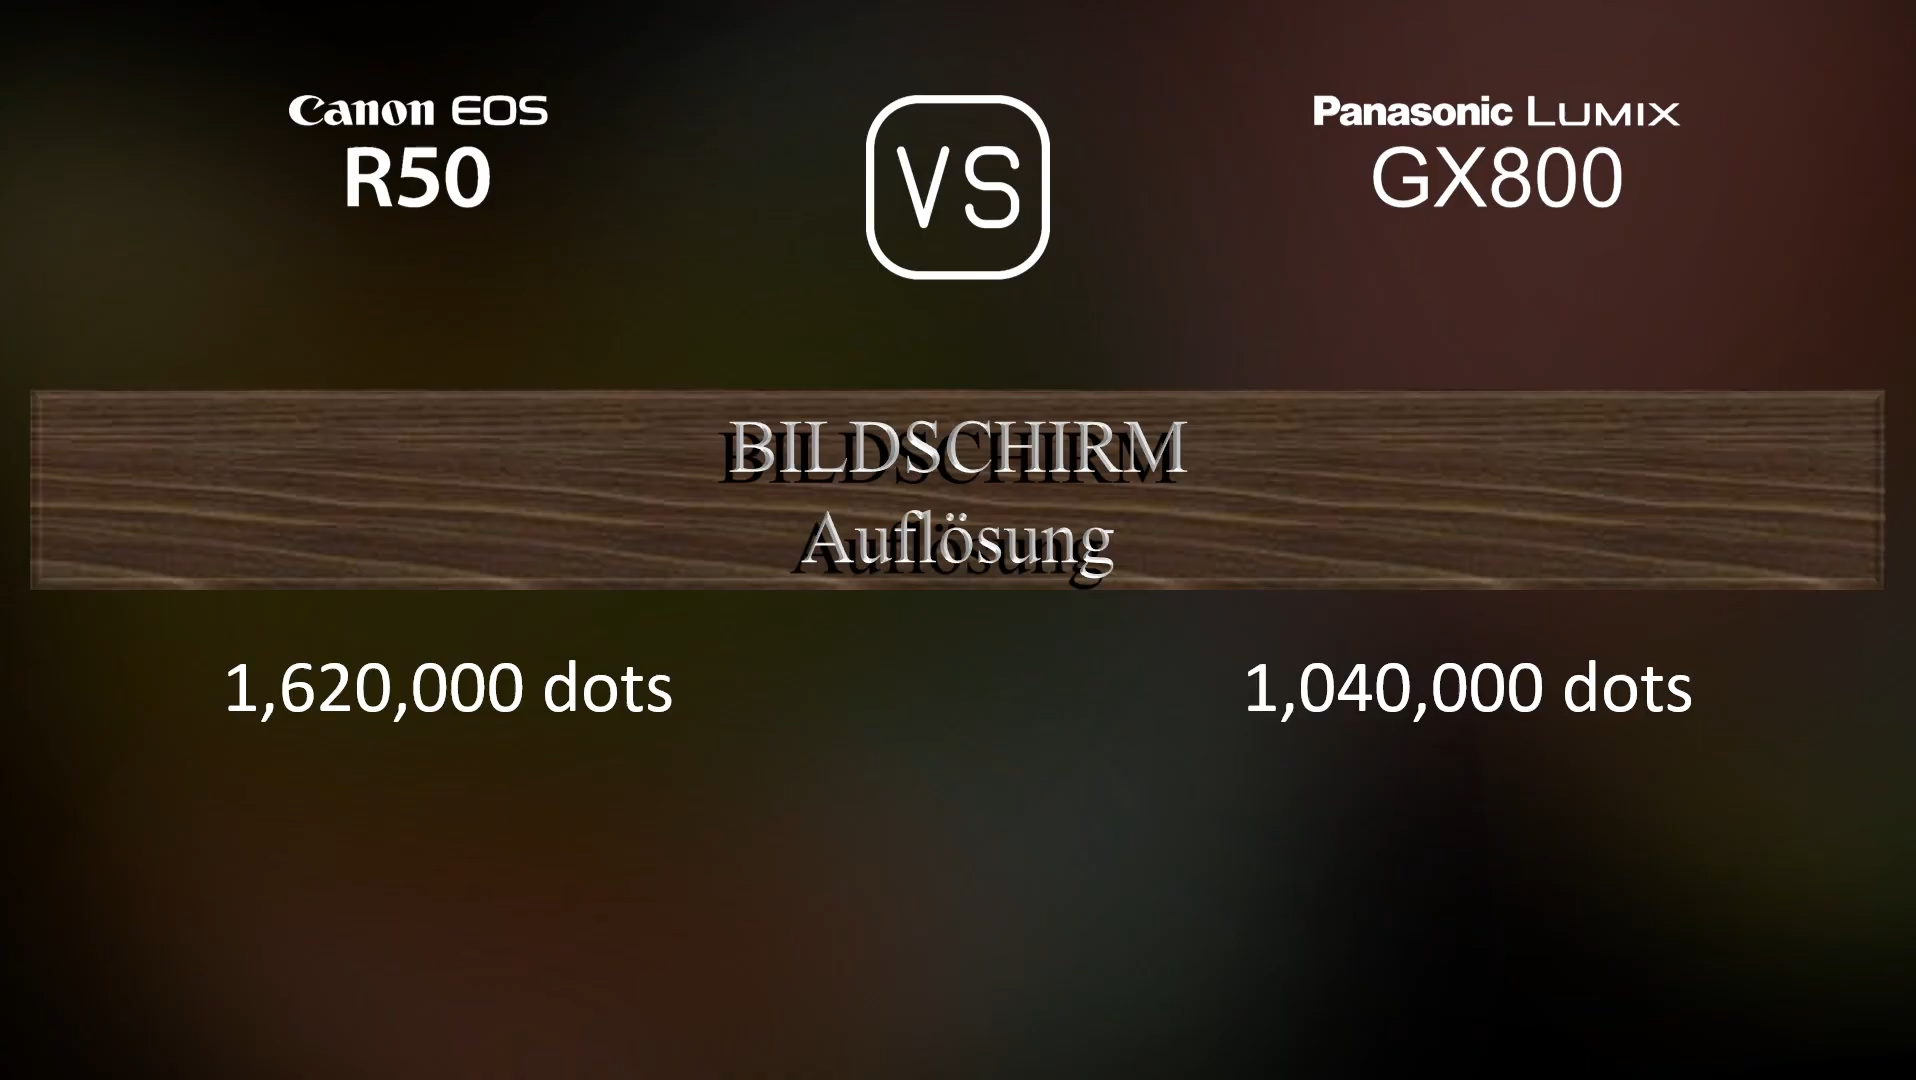 Canon EOS
R50
VS
Panasonic LUMIX
GX800
BILDSCHIRM
Auflösung
1,620,000 dots
1,040,000 dots